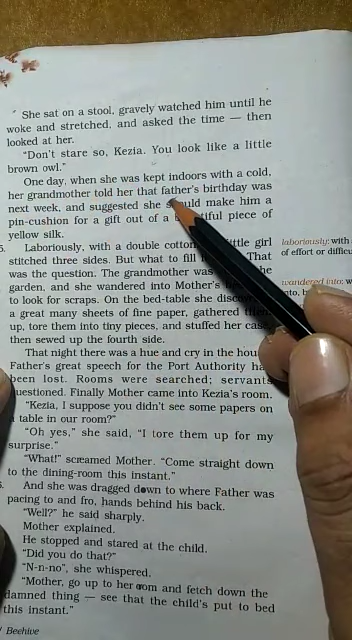 She sat on a stool, gravely watched him until he
woke and stretched, and asked the time — then
looked at her.
"Don't stare so, Kezia. You look like a little
brown owl."
One day, when she was kept indoors with a cold,
her grandmother told her that father's birthday was
next week, and suggested she should make him a
pin-cushion for a gift out of a piece of
yellow silk.
5. Laboriously, with a double cotton, little girl
laboriously: with
stitched three sides. But what to fill That
of effort or
was the question. The grandmother was
garden, and she wandered into Mother's
wandered into:
to look for scraps. On the bed-table she
a great many sheets of fine paper, gathered them
up, tore them into tiny pieces, and stuffed her case,
then sewed up the fourth side.
That night there was a hue and cry in the
Father's great speech for the Port Authority
been lost. Rooms were searched; servants
questioned. Finally Mother came into Kezia's room.
"Kezia, I suppose you didn't see some papers on
a table in our room?"
"Oh yes," she said, "I tore them up for my
surprise."
"What!" screamed Mother. "Come straight down
to the dining-room this instant."
And she was dragged down to where Father was
pacing to and fro, hands behind his back.
"Well?" he said sharply.
Mother explained.
He stopped and stared at the child.
"Did you do that?"
"N-n-no", she whispered.
"Mother, go up to her room and fetch down the
damned thing — see that the child's put to bed
this instant."
/ Beehive